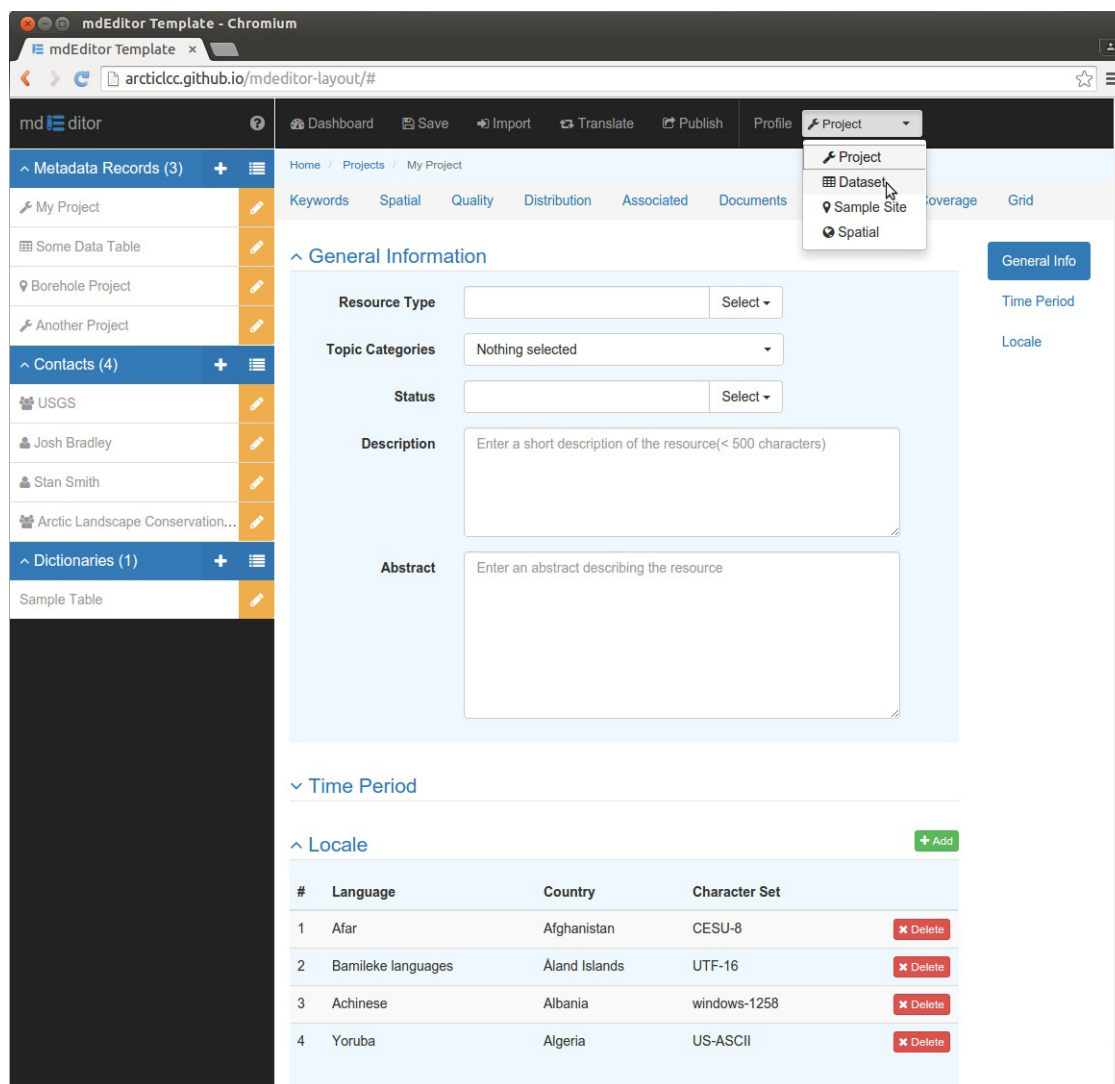 mdEditor Template - Chromium
mdEditor Template ×
arcticlcc.github.io/mdeditor-layout/#
md ditor
Dashboard Save Import Translate Publish Profile Project
Metadata Records (3)
My Project
Some Data Table
Borehole Project
Another Project
Contacts (4)
USGS
Josh Bradley
Stan Smith
Arctic Landscape Conservation...
Dictionaries (1)
Sample Table
Home / Projects / My Project
Project
Dataset
Sample Site
Spatial
Keywords Spatial Quality Distribution Associated Documents Coverage Grid
General Information
Resource Type Select
Topic Categories Nothing selected
Status Select
Description Enter a short description of the resource(< 500 characters)
Abstract Enter an abstract describing the resource
General Info
Time Period
Locale
Time Period
Locale + Add
# Language Country Character Set
1 Afar Afghanistan CESU-8 Delete
2 Bamileke languages Åland Islands UTF-16 Delete
3 Achinese Albania windows-1258 Delete
4 Yoruba Algeria US-ASCII Delete